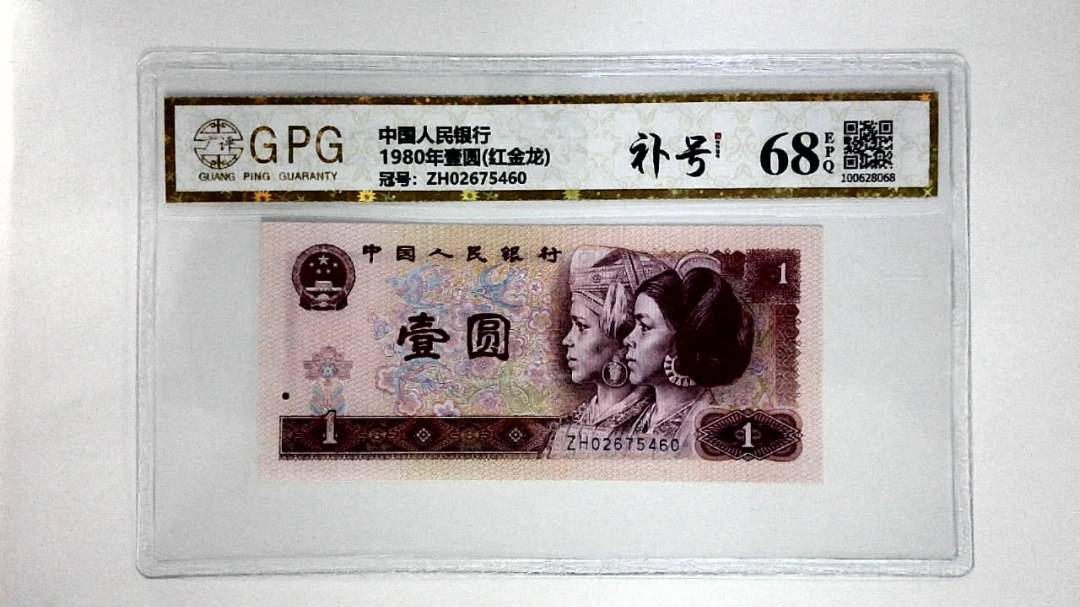 GPG
GUANG PING GUARANTY
中国人民银行
1980年壹圆(红金龙)
冠号：ZH02675460
补号
68
EPQ
100628068
中国人民银行
1
壹圆
1
ZH02675460
1